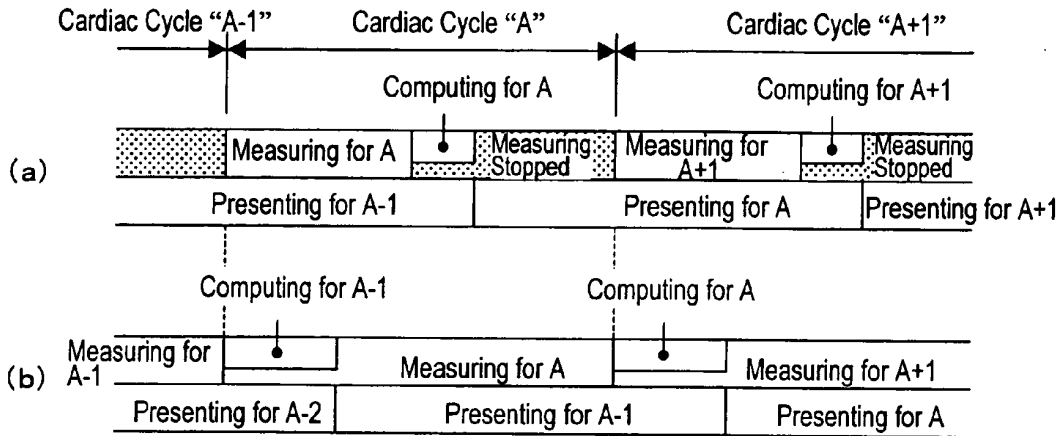 Cardiac Cycle “A-1” Cardiac Cycle “A” Cardiac Cycle “A+1”
Computing for A Computing for A+1
(a)
Measuring for A
Measuring
Stopped
Measuring for
A+1
Measuring
Stopped
Presenting for A-1 Presenting for A Presenting for A+1
Computing for A-1 Computing for A
(b)
Measuring for
A-1
Measuring for A Measuring for A+1
Presenting for A-2 Presenting for A-1 Presenting for A